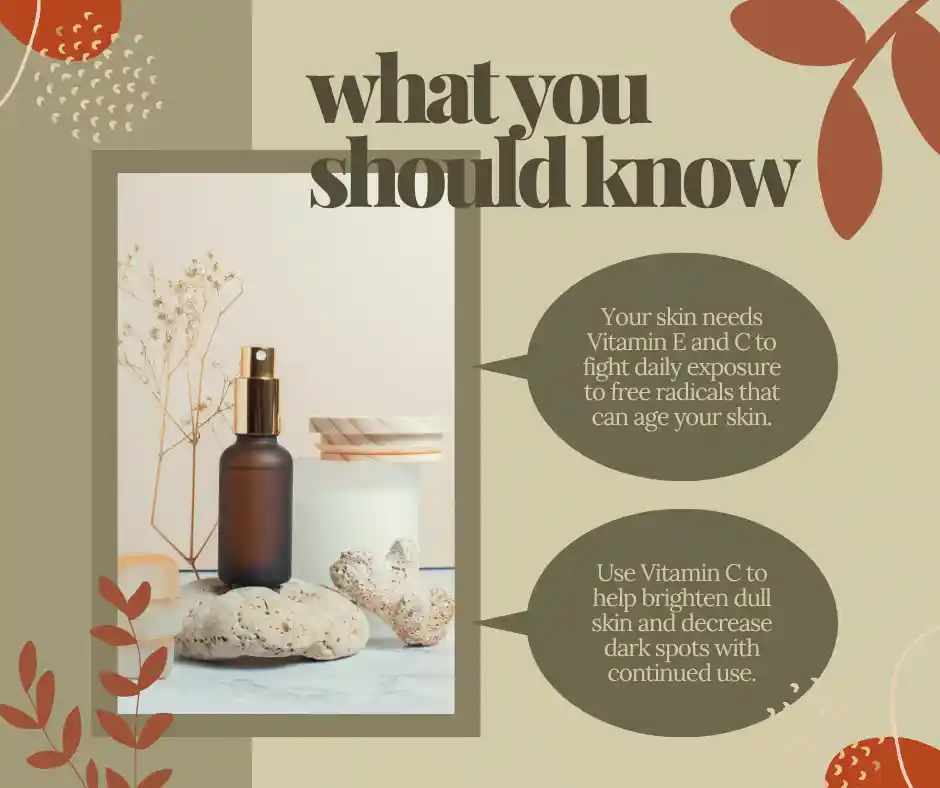 what you
should know
Your skin needs
Vitamin E and C to
fight daily exposure
to free radicals that
can age your skin.
Use Vitamin C to
help brighten dull
skin and decrease
dark spots with
continued use.